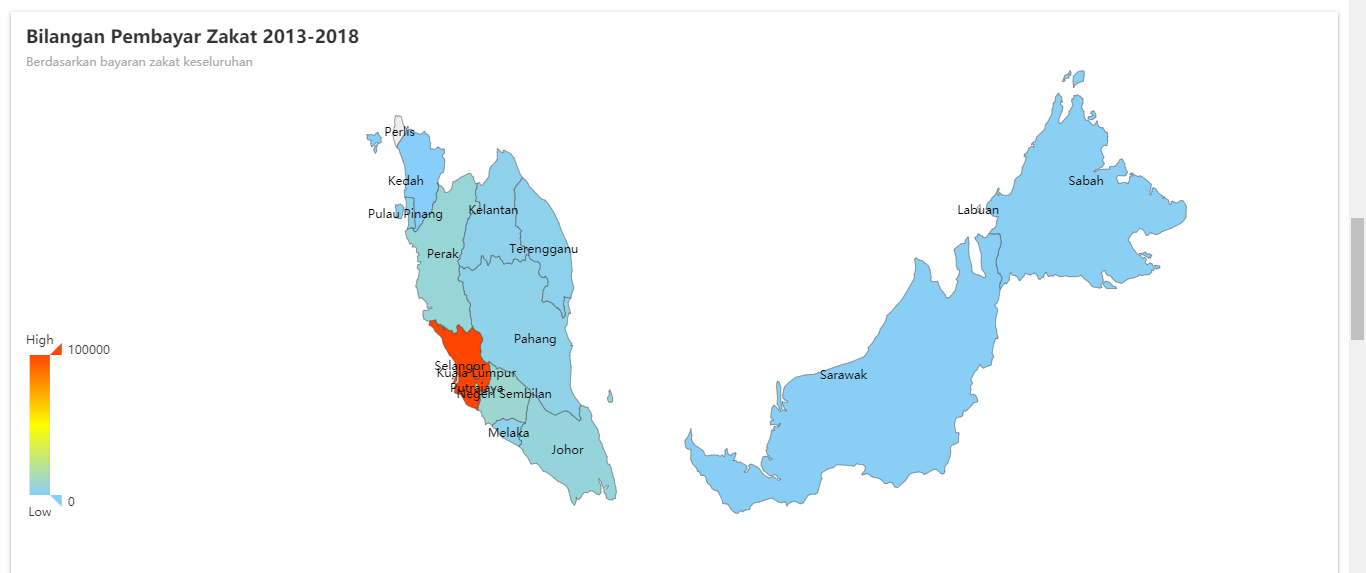 Bilangan Pembayar Zakat 2013-2018
Berdasarkan bayaran zakat keseluruhan
Perlis
Kedah
Pulau Pinang
Kelantan
Terengganu
Perak
Pahang
Selangor
Kuala Lumpur
Putrajaya
Negeri Sembilan
Melaka
Johor
Labuan
Sabah
Sarawak
High
100000
0
Low